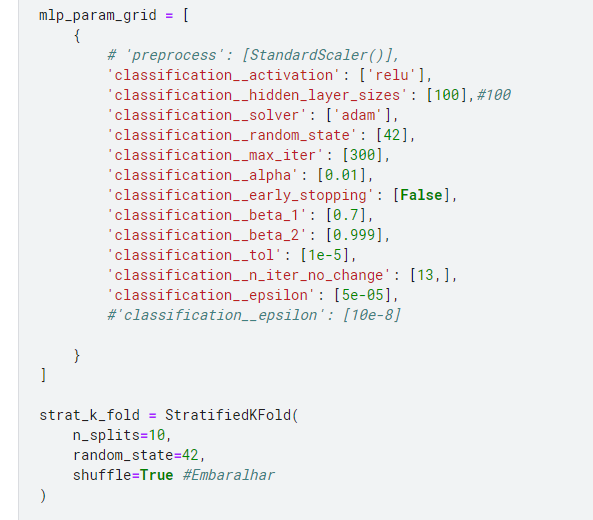 mlp_param_grid = [
    {
        # 'preprocess': [StandardScaler()],
        'classification__activation': ['relu'],
        'classification__hidden_layer_sizes': [100],#100
        'classification__solver': ['adam'],
        'classification__random_state': [42],
        'classification__max_iter': [300],
        'classification__alpha': [0.01],
        'classification__early_stopping': [False],
        'classification__beta_1': [0.7],
        'classification__beta_2': [0.999],
        'classification__tol': [1e-5],
        'classification__n_iter_no_change': [13,],
        'classification__epsilon': [5e-05],
        #'classification__epsilon': [10e-8]
    }
]
strat_k_fold = StratifiedKFold(
    n_splits=10,
    random_state=42,
    shuffle=True #Embaralhar
)